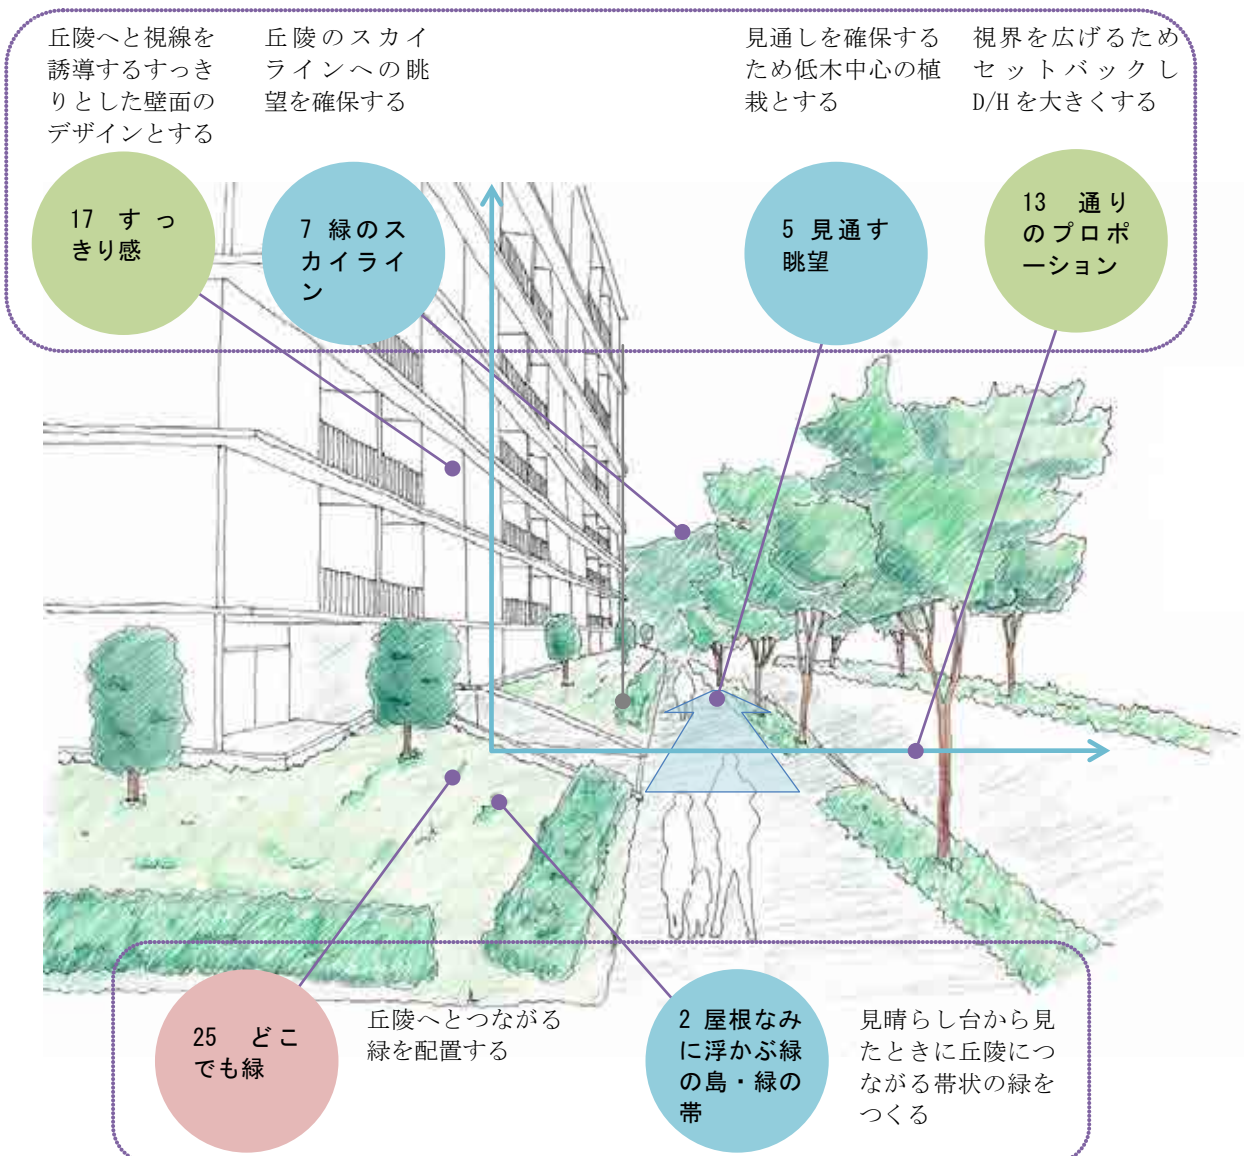 丘陵へと視線を
誘導するすっき
りとした壁面の
デザインとする
丘陵のスカイ
ラインへの眺
望を確保する
見通しを確保する
ため低木中心の植
栽とする
視界を広げるため
セットバックし
D/Hを大きくする
17 すっ
きり感
7 緑のス
カイライ
ン
5 見通す
眺望
13 通り
のプロポ
ーション
25 どこ
でも緑
丘陵へとつながる
緑を配置する
2 屋根なみ
に浮かぶ緑
の島・緑の
帯
見晴らし台から見
たときに丘陵につ
ながる帯状の緑を
つくる